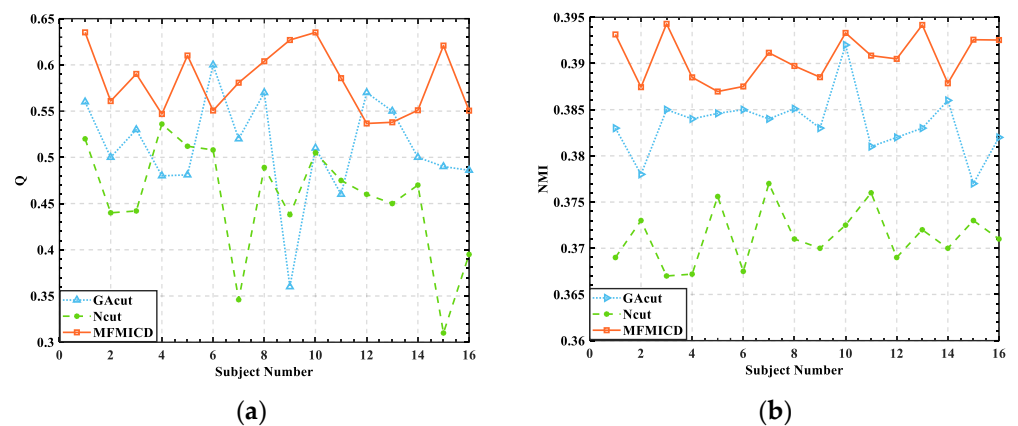 0.65
0.6
0.55
0.5
0.45
0.4
0.35
0.3
Q
GAcut
Ncut
MFMICD
0 2 4 6 8 10 12 14 16
Subject Number
(a)
0.395
0.39
0.385
0.38
0.375
0.37
0.365
0.36
NMI
GAcut
Ncut
MFMICD
0 2 4 6 8 10 12 14 16
Subject Number
(b)